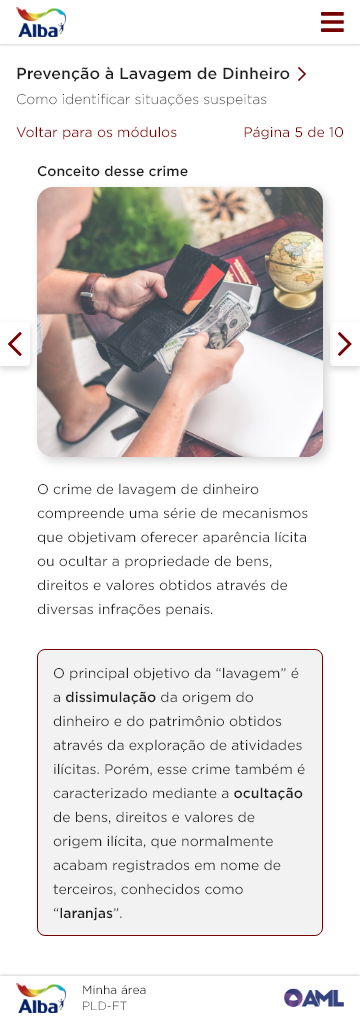 Alba
Prevenção à Lavagem de Dinheiro
Como identificar situações suspeitas
Voltar para os módulos
Página 5 de 10
Conceito desse crime
O crime de lavagem de dinheiro
compreende uma série de mecanismos
que objetivam oferecer aparência lícita
ou ocultar a propriedade de bens,
direitos e valores obtidos através de
diversas infrações penais.
O principal objetivo da “lavagem” é
a dissimulação da origem do
dinheiro e do patrimônio obtidos
através da exploração de atividades
ilícitas. Porém, esse crime também é
caracterizado mediante a ocultação
de bens, direitos e valores de
origem ilícita, que normalmente
acabam registrados em nome de
terceiros, conhecidos como
“laranjas”.
Alba
Minha área
PLD-FT
AML